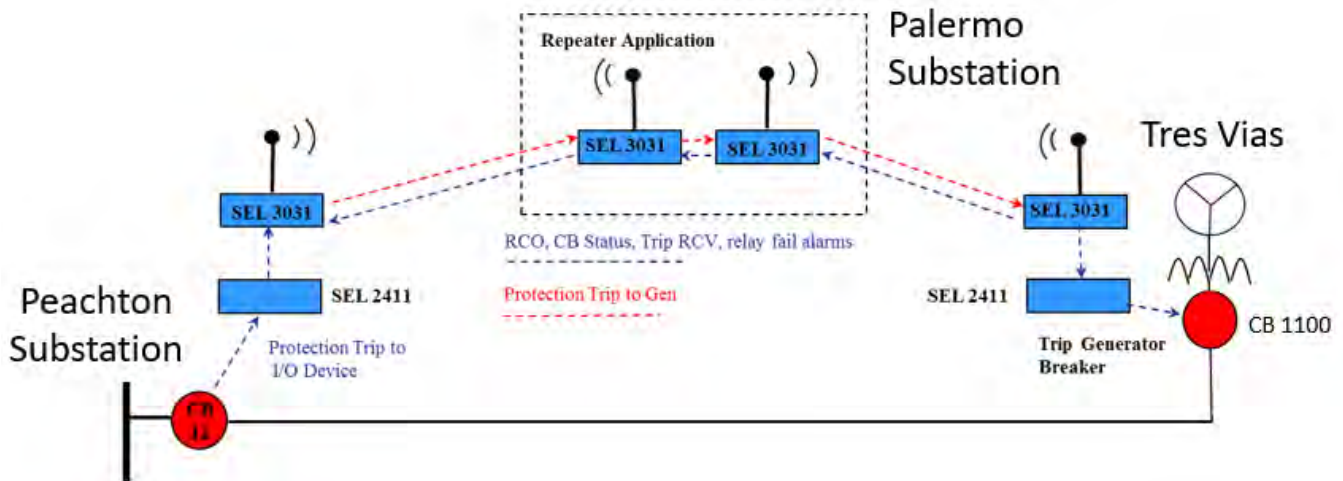 Palermo
Substation
Repeater Application
SEL 3031
SEL 3031
Tres Vias
SEL 3031
SEL 3031
RCO, CB Status, Trip RCV, relay fail alarms
Peachton
Substation
SEL 2411
Protection Trip to Gen
SEL 2411
CB 1100
Protection Trip to
I/O Device
Trip Generator
Breaker
CB
12